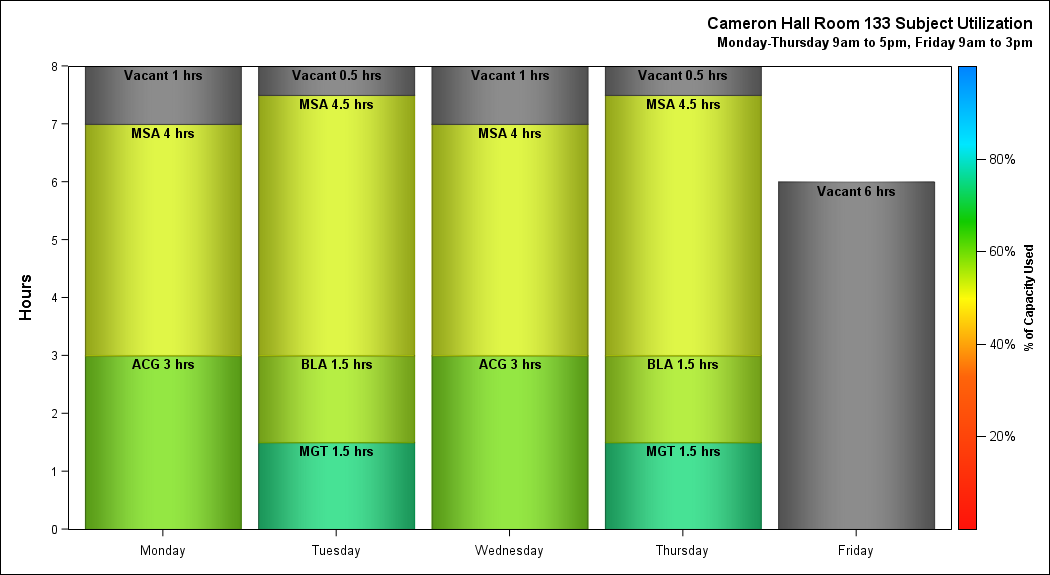 Cameron Hall Room 133 Subject Utilization
Monday-Thursday 9am to 5pm, Friday 9am to 3pm
Hours
8
7
6
5
4
3
2
1
0
Vacant 1 hrs
MSA 4 hrs
ACG 3 hrs
Vacant 0.5 hrs
MSA 4.5 hrs
BLA 1.5 hrs
MGT 1.5 hrs
Vacant 1 hrs
MSA 4 hrs
ACG 3 hrs
Vacant 0.5 hrs
MSA 4.5 hrs
BLA 1.5 hrs
MGT 1.5 hrs
Vacant 6 hrs
Monday
Tuesday
Wednesday
Thursday
Friday
80%
60%
40%
20%
% of Capacity Used